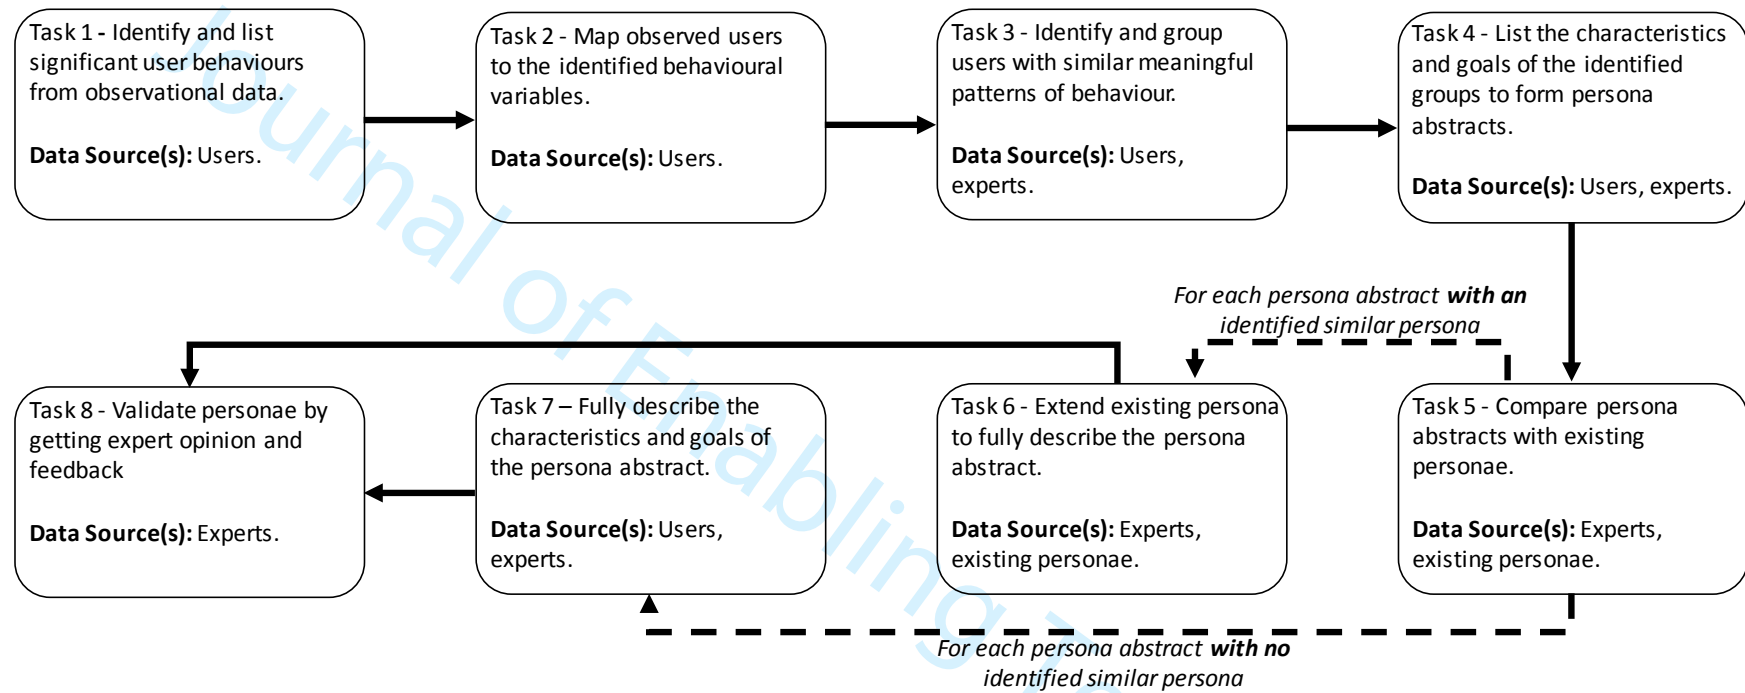 Task 1 - Identify and list
significant user behaviours
from observational data.
Data Source(s): Users.
Task 2 - Map observed users
to the identified behavioural
variables.
Data Source(s): Users.
Task 3 - Identify and group
users with similar meaningful
patterns of behaviour.
Data Source(s): Users,
experts.
Task 4 - List the characteristics
and goals of the identified
groups to form persona
abstracts.
Data Source(s): Users, experts.
For each persona abstract with an
identified similar persona
Task 8 - Validate personae by
getting expert opinion and
feedback
Data Source(s): Experts.
Task 7 – Fully describe the
characteristics and goals of
the persona abstract.
Data Source(s): Users,
experts.
Task 6 - Extend existing persona
to fully describe the persona
abstract.
Data Source(s): Experts,
existing personae.
Task 5 - Compare persona
abstracts with existing
personae.
Data Source(s): Experts,
existing personae.
For each persona abstract with no
identified similar persona
Journal of Enabling Te